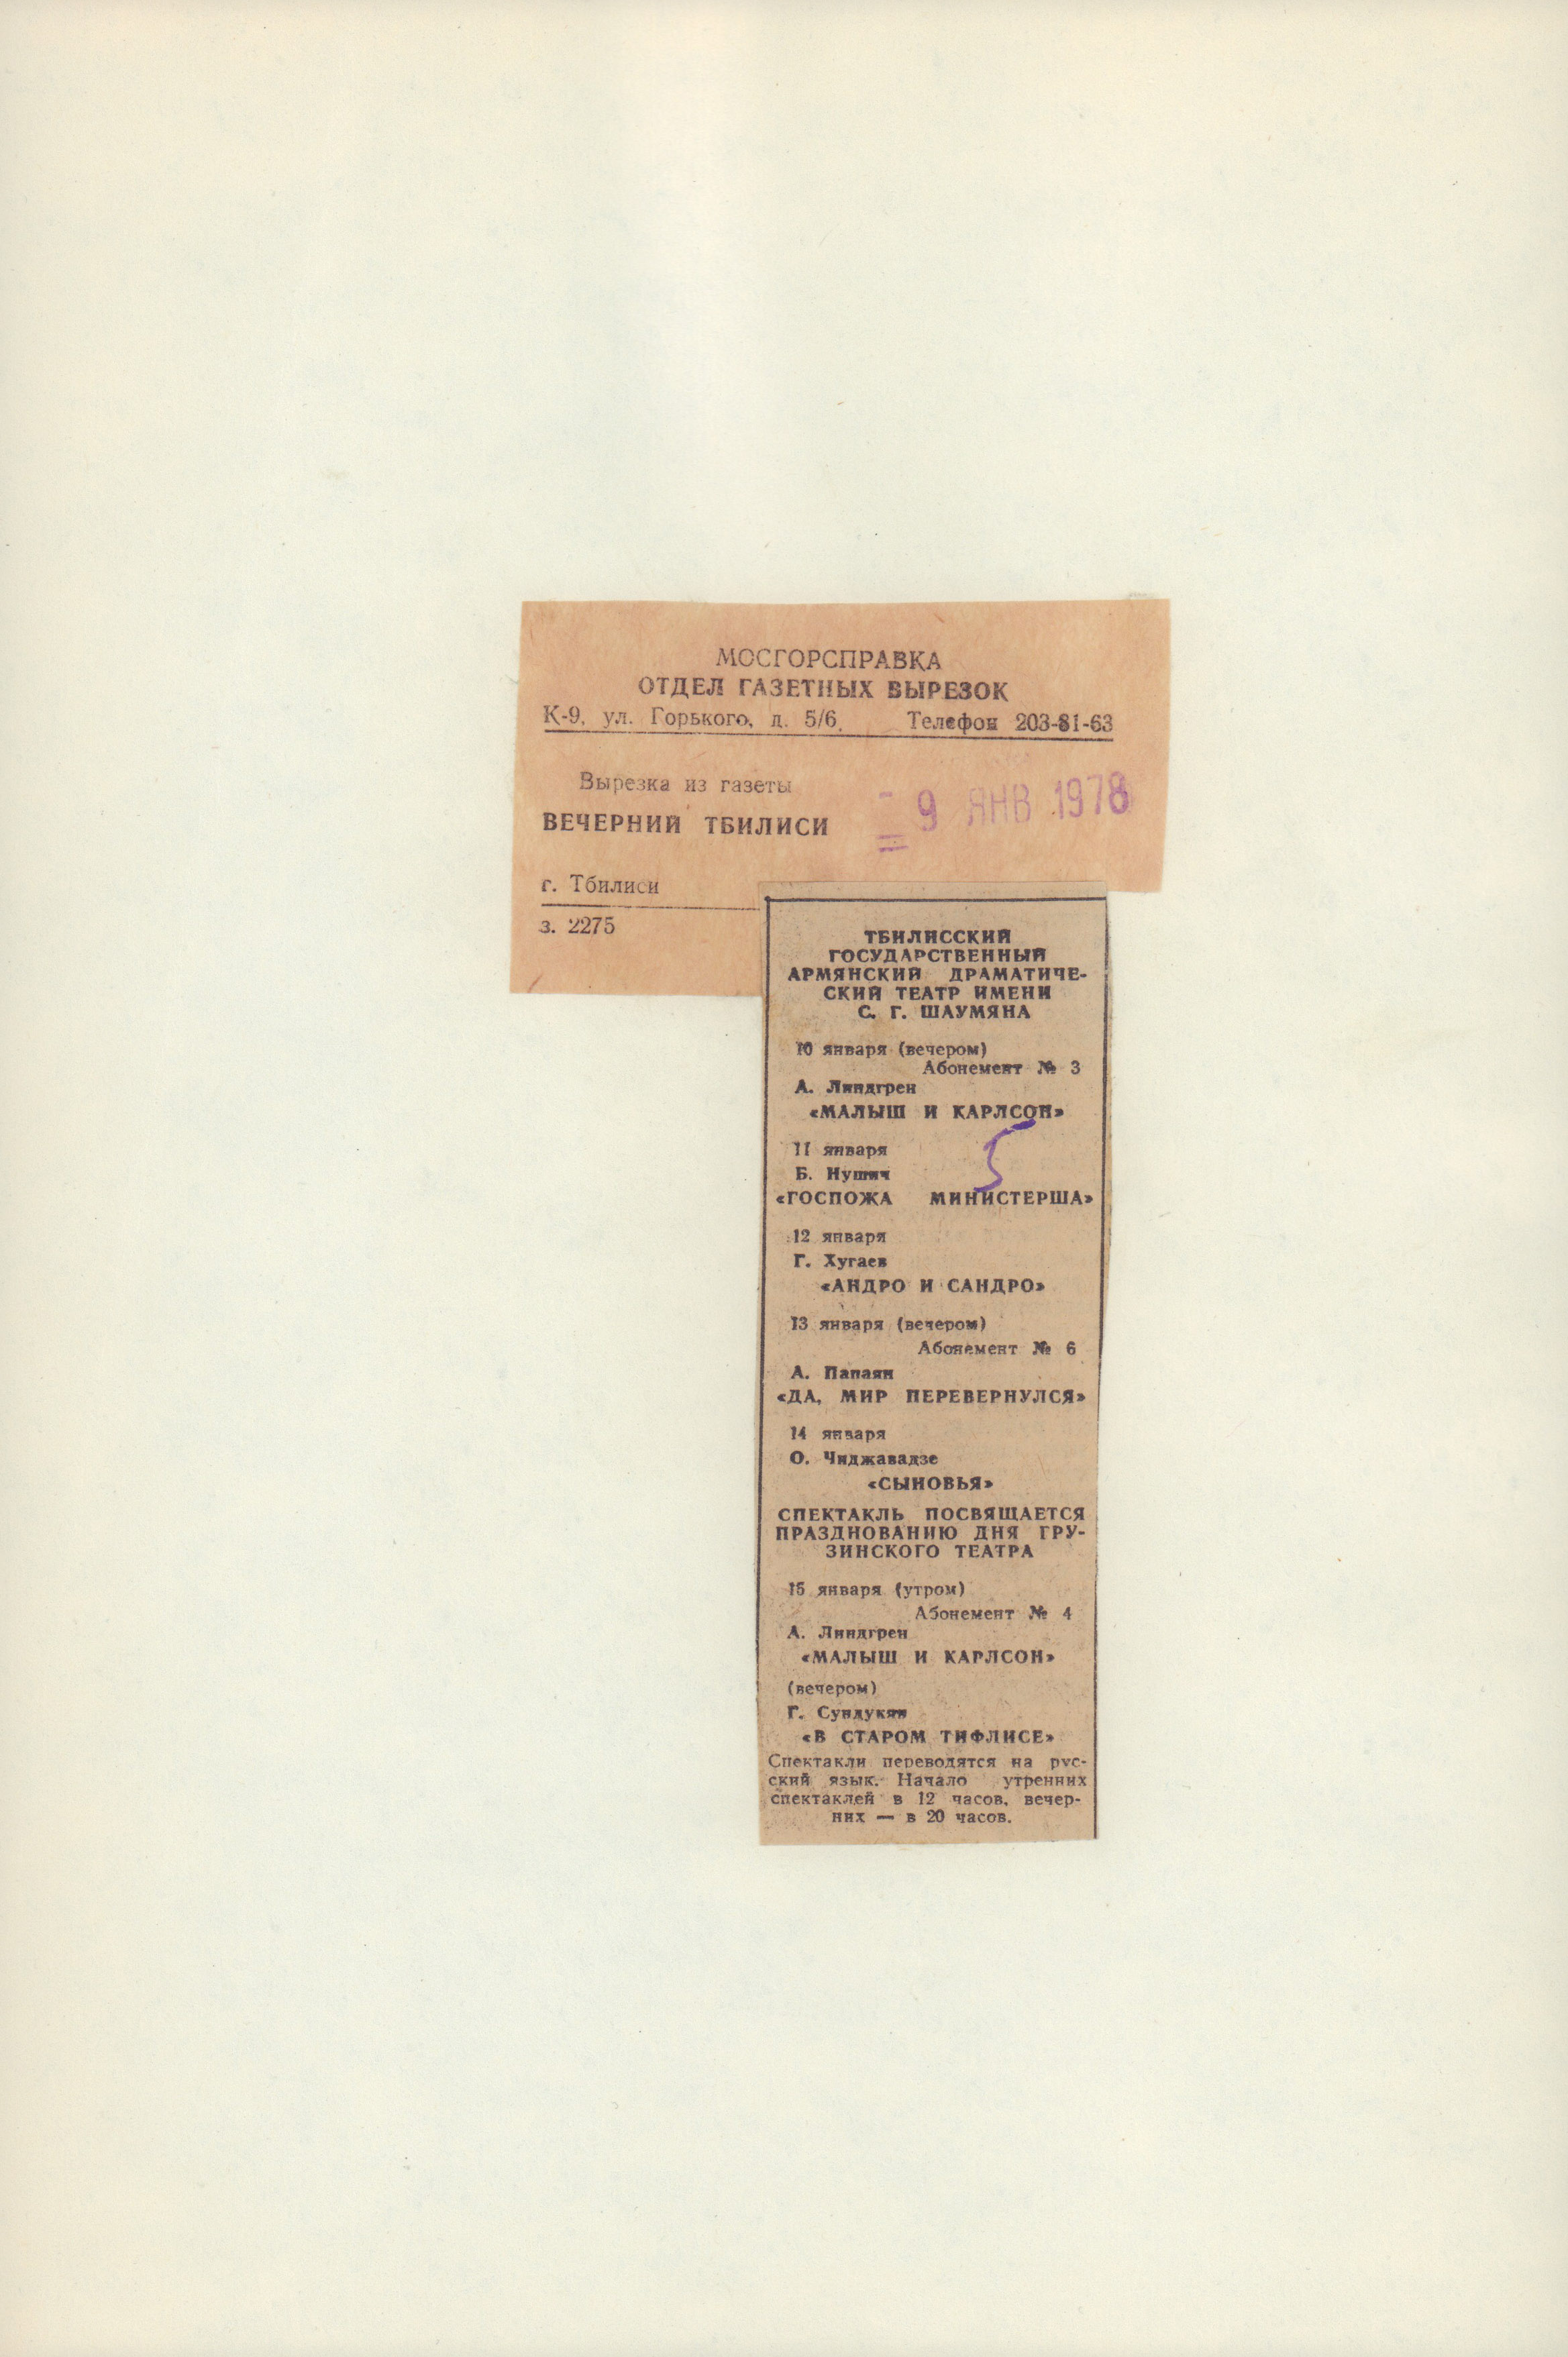 МОСГОРСПРАВКА
ОТДЕЛ ГАЗЕТНЫХ ВЫРЕЗОК
К-9, ул. Горького, д. 5/6. Телефон 203-81-63
Вырезка из газеты
ВЕЧЕРНИЙ ТБИЛИСИ
- 9 ЯНВ 1978
г. Тбилиси
з. 2275
ТБИЛИССКИЙ
ГОСУДАРСТВЕННЫЙ
АРМЯНСКИЙ ДРАМАТИЧЕ-
СКИЙ ТЕАТР ИМЕНИ
С. Г. ШАУМЯНА
10 января (вечером)
Абонемент № 3
А. Линдгрен
«МАЛЫШ И КАРЛСОН»
5
11 января
Б. Нушич
«ГОСПОЖА МИНИСТЕРША»
12 января
Г. Хугаев
«АНДРО И САНДРО»
13 января (вечером)
Абонемент № 6
А. Папаян
«ДА, МИР ПЕРЕВЕРНУЛСЯ»
14 января
О. Чиджавадзе
«СЫНОВЬЯ»
СПЕКТАКЛЬ ПОСВЯЩАЕТСЯ
ПРАЗДНОВАНИЮ ДНЯ ГРУ-
ЗИНСКОГО ТЕАТРА
15 января (утром)
Абонемент № 4
А. Линдгрен
«МАЛЫШ И КАРЛСОН»
(вечером)
Г. Сундукян
«В СТАРОМ ТИФЛИСЕ»
Спектакли переводятся на рус-
ский язык. Начало утренних
спектаклей в 12 часов, вечер-
них — в 20 часов.